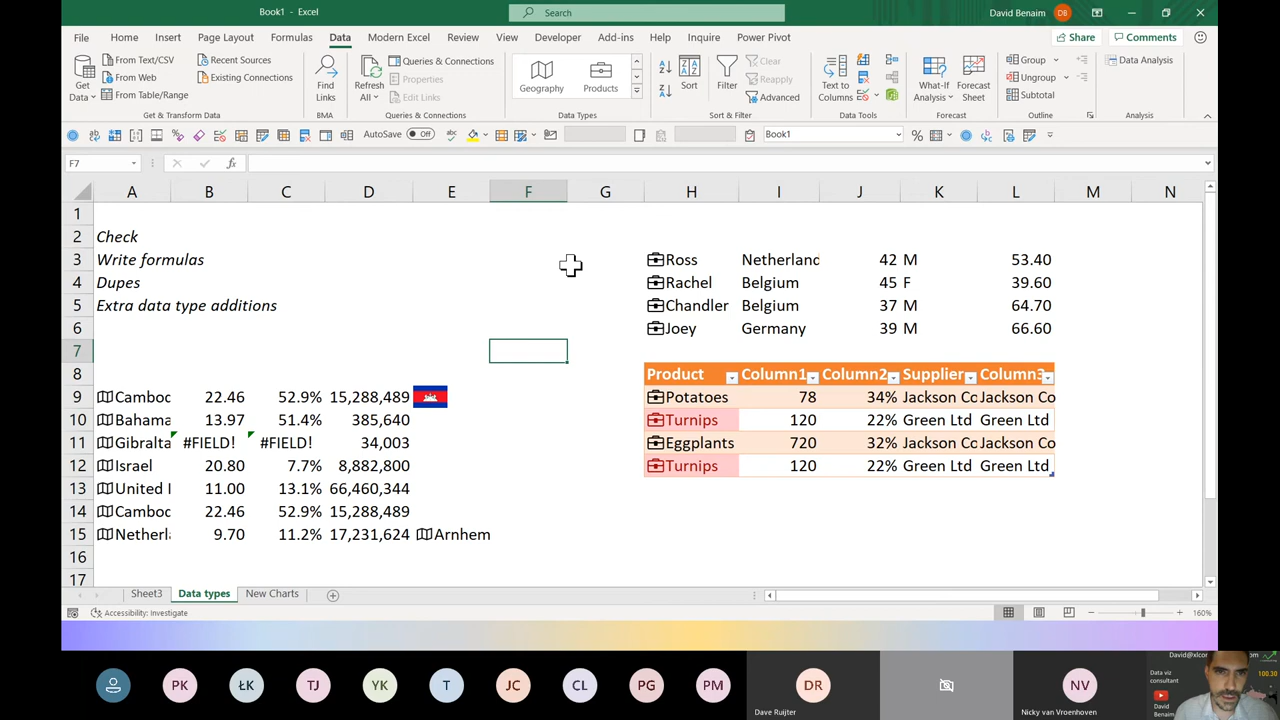 Book1 - Excel
Search
David Benaim
DB
File Home Insert Page Layout Formulas Data Modern Excel Review View Developer Add-ins Help Inquire Power Pivot
Share
Comments
Get Data
From Text/CSV
From Web
From Table/Range
Recent Sources
Existing Connections
Get & Transform Data
Find Links
BMA
Refresh All
Queries & Connections
Properties
Edit Links
Queries & Connections
Geography
Products
Data Types
Sort
Filter
Clear
Reapply
Advanced
Sort & Filter
Text to Columns
Data Tools
What-If Analysis
Forecast Sheet
Forecast
Group
Ungroup
Subtotal
Outline
Data Analysis
Analysis
AutoSave Off
Book1
F7
fx
A B C D E F G H I J K L M N
1
2 Check
3 Write formulas Ross Netherland 42 M 53.40
4 Dupes Rachel Belgium 45 F 39.60
5 Extra data type additions Chandler Belgium 37 M 64.70
6 Joey Germany 39 M 66.60
7
8 Product Column1 Column2 Supplier Column3
9 Camboc 22.46 52.9% 15,288,489 Potatoes 78 34% Jackson Co Jackson Co
10 Bahama 13.97 51.4% 385,640 Turnips 120 22% Green Ltd Green Ltd
11 Gibralta #FIELD! #FIELD! 34,003 Eggplants 720 32% Jackson Co Jackson Co
12 Israel 20.80 7.7% 8,882,800 Turnips 120 22% Green Ltd Green Ltd
13 United I 11.00 13.1% 66,460,344
14 Camboc 22.46 52.9% 15,288,489
15 Netherl 9.70 11.2% 17,231,624 Arnhem
16
17
Sheet3 Data types New Charts
Accessibility: Investigate
160%
PK ŁK TJ YK T JC CL PG PM DR NV
Dave Ruijter
Nicky van Vroenhoven
Data viz
consultant
David
Benaim
100.30